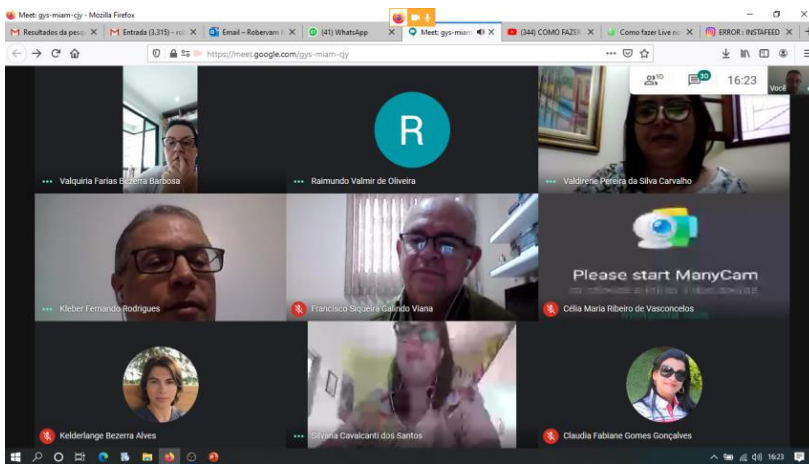 Meet: gys-miam-cjy - Mozilla Firefox
Resultados da pesq
Entrada (3.315) - rob
Email – Robervam
(41) WhatsApp
Meet: gys-miam
(344) COMO FAZER
Como fazer Live no
ERROR : INSTAFEED
https://meet.google.com/gys-miam-cjy
10
30
16:23
Você
Valquiria Farias Bezerra Barbosa
Raimundo Valmir de Oliveira
Valdirene Pereira da Silva Carvalho
R
Kleber Fernando Rodrigues
Francisco Siqueira Galindo Viana
Please start ManyCam
Célia Maria Ribeiro de Vasconcelos
Kelderlange Bezerra Alves
Silvana Cavalcanti dos Santos
Claudia Fabiane Gomes Gonçalves
16:23